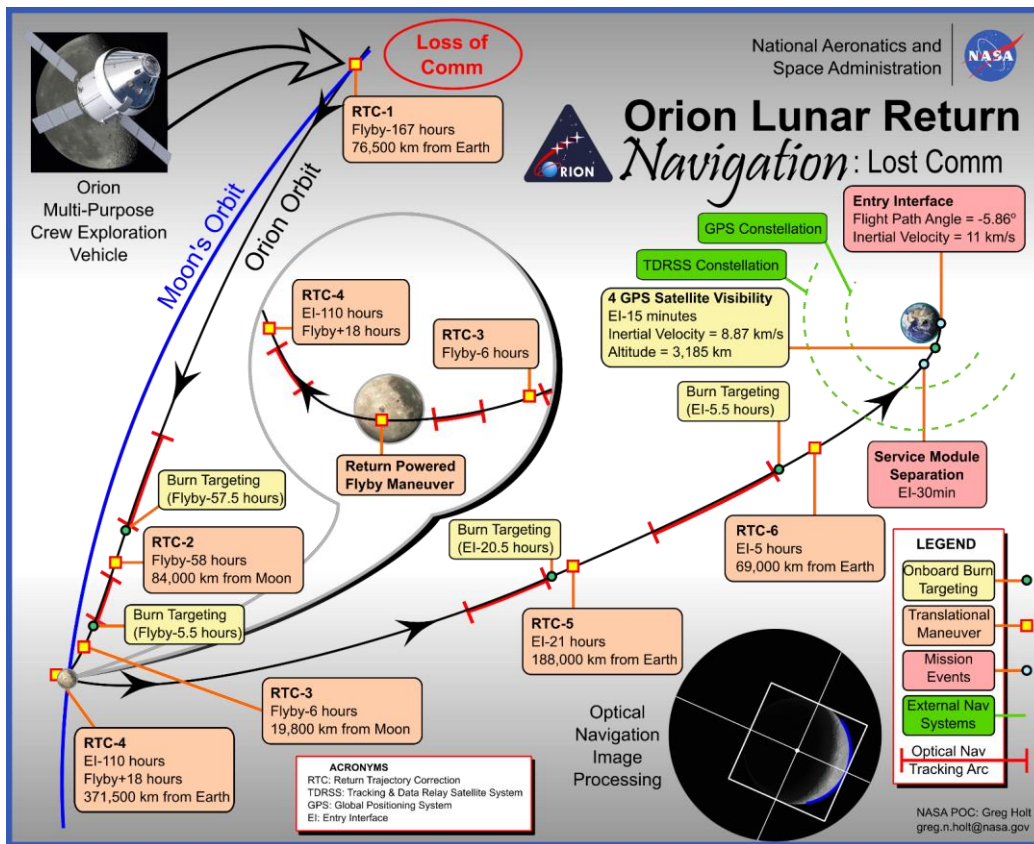 Loss of
Comm
National Aeronatics and
Space Administration
NASA
Orion Lunar Return
Navigation: Lost Comm
ORION
RTC-1
Flyby-167 hours
76,500 km from Earth
Orion
Multi-Purpose
Crew Exploration
Vehicle
Moon's Orbit
Orion Orbit
Entry Interface
Flight Path Angle = -5.86º
Inertial Velocity = 11 km/s
GPS Constellation
TDRSS Constellation
4 GPS Satellite Visibility
EI-15 minutes
Inertial Velocity = 8.87 km/s
Altitude = 3,185 km
RTC-4
EI-110 hours
Flyby+18 hours
RTC-3
Flyby-6 hours
Return Powered
Flyby Maneuver
Burn Targeting
(EI-5.5 hours)
Service Module
Separation
EI-30min
Burn Targeting
(Flyby-57.5 hours)
RTC-2
Flyby-58 hours
84,000 km from Moon
Burn Targeting
(Flyby-5.5 hours)
Burn Targeting
(EI-20.5 hours)
RTC-6
EI-5 hours
69,000 km from Earth
RTC-5
EI-21 hours
188,000 km from Earth
RTC-3
Flyby-6 hours
19,800 km from Moon
RTC-4
EI-110 hours
Flyby+18 hours
371,500 km from Earth
Optical
Navigation
Image
Processing
LEGEND
Onboard Burn
Targeting
Translational
Maneuver
Mission
Events
External Nav
Systems
Optical Nav
Tracking Arc
ACRONYMS
RTC: Return Trajectory Correction
TDRSS: Tracking & Data Relay Satellite System
GPS: Global Positioning System
EI: Entry Interface
NASA POC: Greg Holt
greg.n.holt@nasa.gov